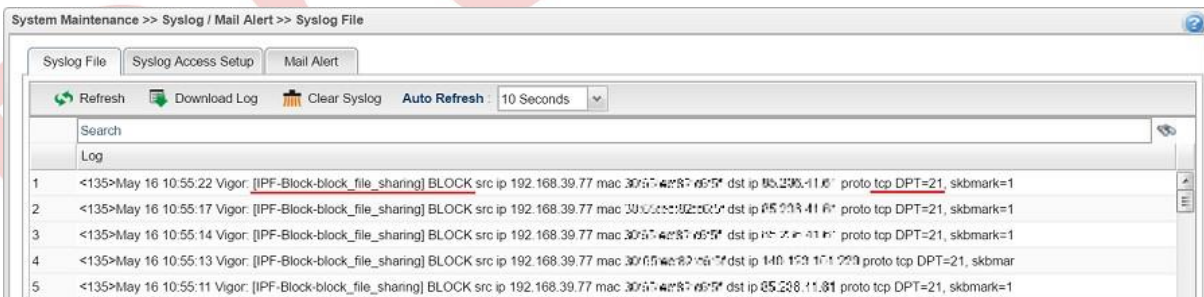 System Maintenance >> Syslog / Mail Alert >> Syslog File
Syslog File Syslog Access Setup Mail Alert
Refresh Download Log Clear Syslog Auto Refresh : 10 Seconds
Search
Log
1 <135>May 16 10:55:22 Vigor: [IPF-Block-block_file_sharing] BLOCK src ip 192.168.39.77 mac dst ip proto tcp DPT=21, skbmark=1
2 <135>May 16 10:55:17 Vigor: [IPF-Block-block_file_sharing] BLOCK src ip 192.168.39.77 mac dst ip proto tcp DPT=21, skbmark=1
3 <135>May 16 10:55:14 Vigor: [IPF-Block-block_file_sharing] BLOCK src ip 192.168.39.77 mac dst ip proto tcp DPT=21, skbmark=1
4 <135>May 16 10:55:13 Vigor: [IPF-Block-block_file_sharing] BLOCK src ip 192.168.39.77 mac dst ip proto tcp DPT=21, skbmar
5 <135>May 16 10:55:11 Vigor: [IPF-Block-block_file_sharing] BLOCK src ip 192.168.39.77 mac dst ip proto tcp DPT=21, skbmark=1